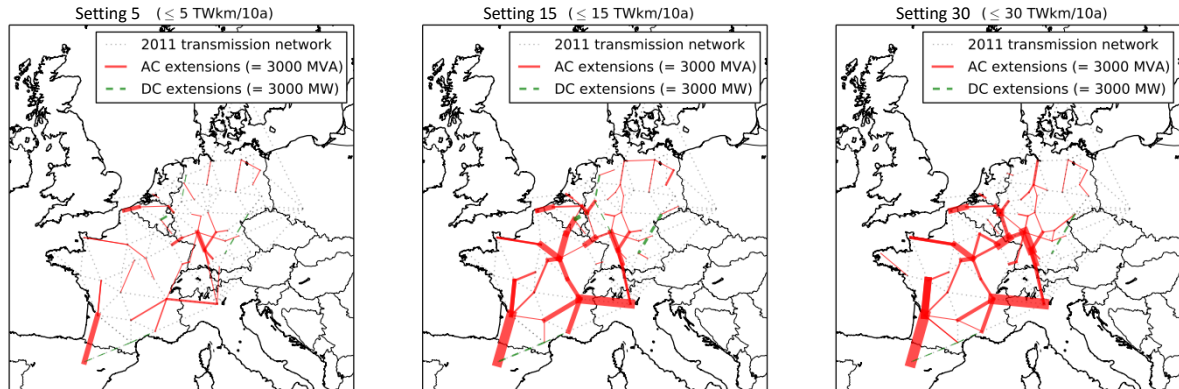 Setting 5 (≤ 5 TWkm/10a)
2011 transmission network
AC extensions (= 3000 MVA)
DC extensions (= 3000 MW)
Setting 15 (≤ 15 TWkm/10a)
2011 transmission network
AC extensions (= 3000 MVA)
DC extensions (= 3000 MW)
Setting 30 (≤ 30 TWkm/10a)
2011 transmission network
AC extensions (= 3000 MVA)
DC extensions (= 3000 MW)